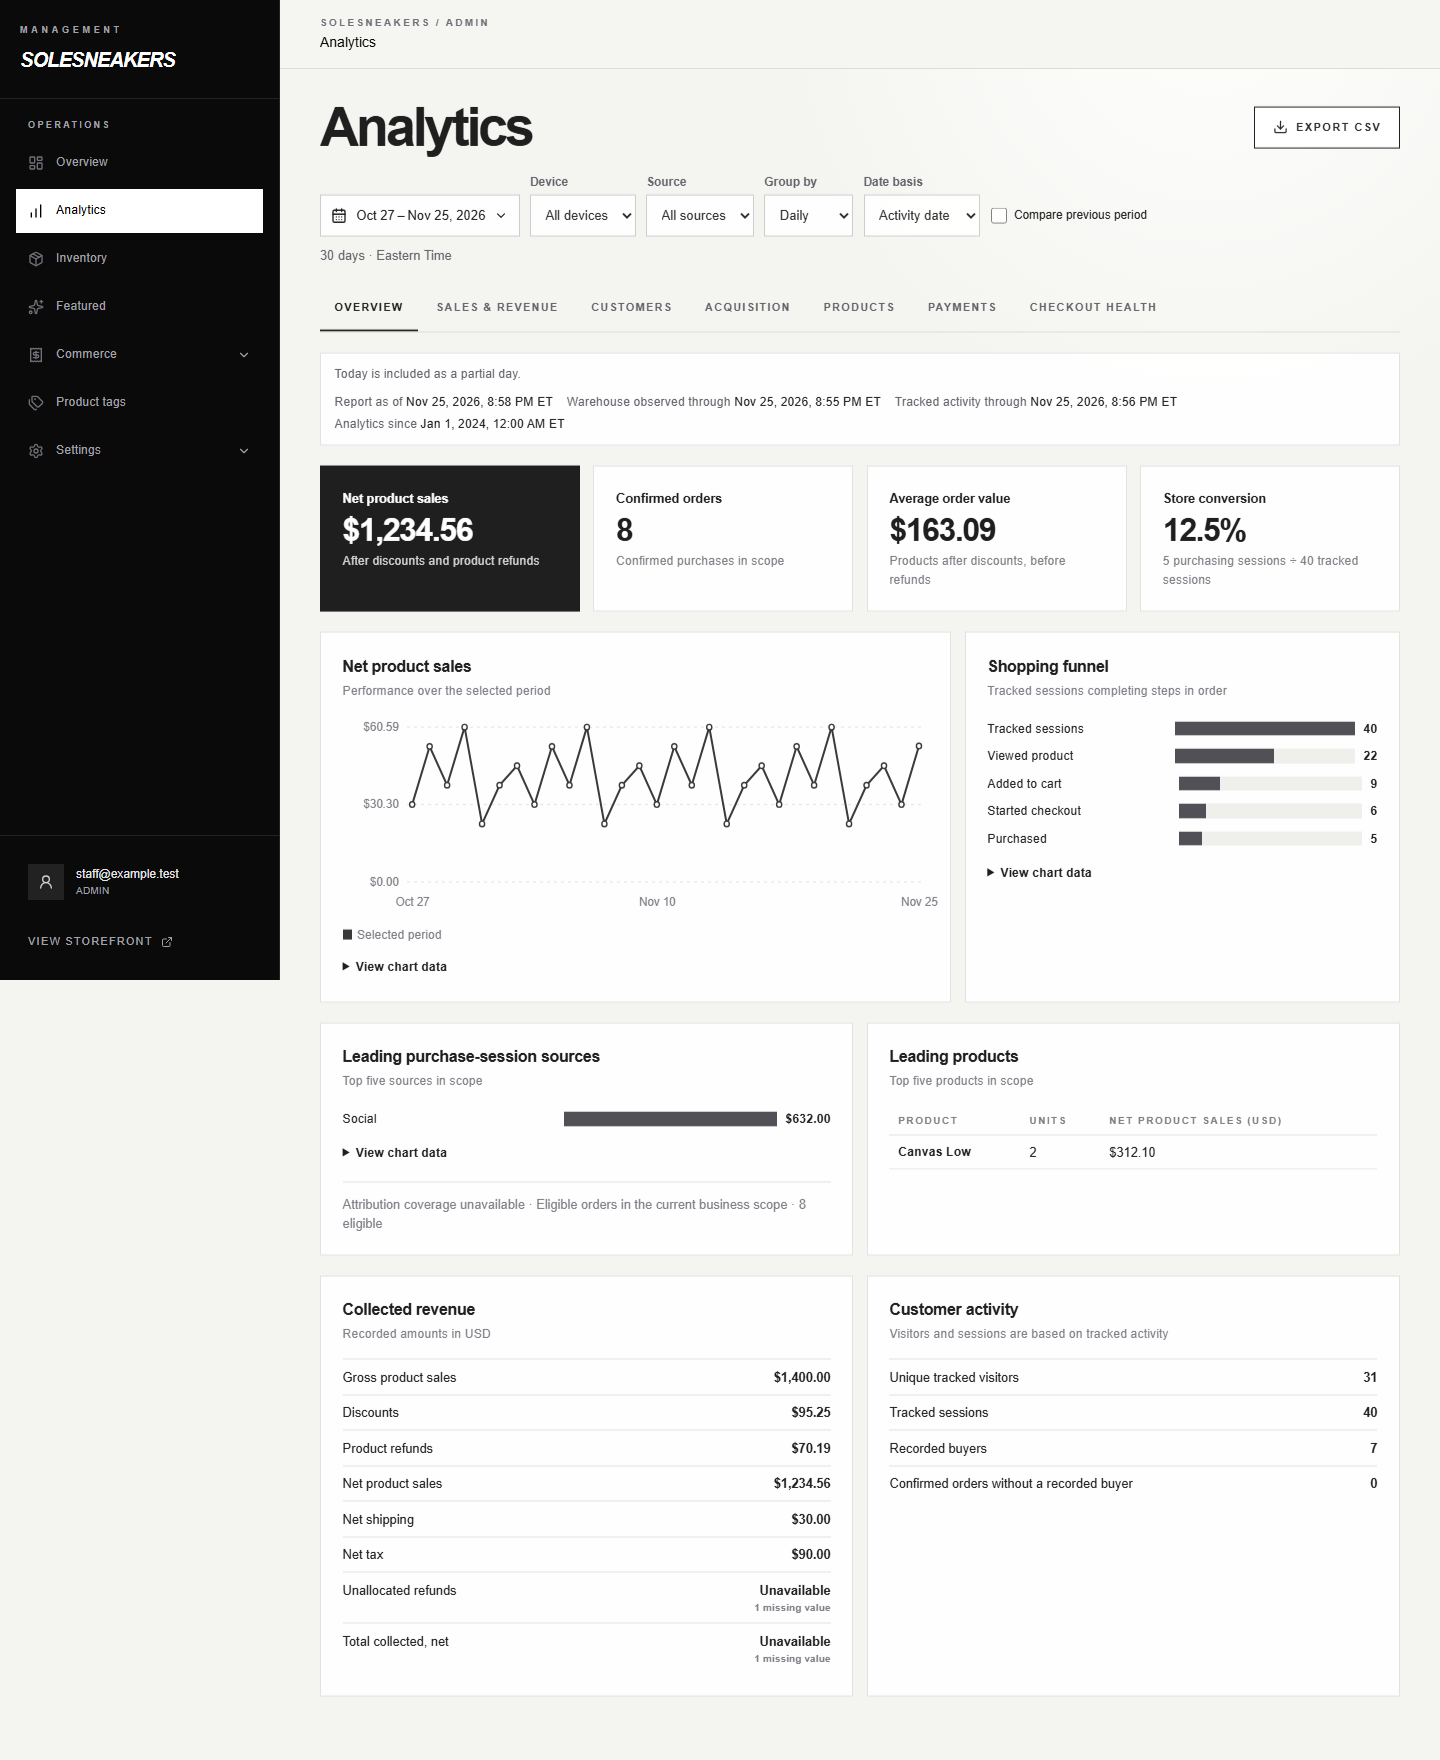 MANAGEMENT
SOLESNEAKERS
OPERATIONS
Overview
Analytics
Inventory
Featured
Commerce
Product tags
Settings
staff@example.test
ADMIN
VIEW STOREFRONT
SOLESNEAKERS / ADMIN
Analytics
Analytics
EXPORT CSV
Device
Source
Group by
Date basis
Oct 27 – Nov 25, 2026
All devices
All sources
Daily
Activity date
Compare previous period
30 days · Eastern Time
OVERVIEW
SALES & REVENUE
CUSTOMERS
ACQUISITION
PRODUCTS
PAYMENTS
CHECKOUT HEALTH
Today is included as a partial day.
Report as of Nov 25, 2026, 8:58 PM ET
Warehouse observed through Nov 25, 2026, 8:55 PM ET
Tracked activity through Nov 25, 2026, 8:56 PM ET
Analytics since Jan 1, 2024, 12:00 AM ET
Net product sales
$1,234.56
After discounts and product refunds
Confirmed orders
8
Confirmed purchases in scope
Average order value
$163.09
Products after discounts, before
refunds
Store conversion
12.5%
5 purchasing sessions ÷ 40 tracked
sessions
Net product sales
Performance over the selected period
$60.59
$30.30
$0.00
Oct 27
Nov 10
Nov 25
Selected period
View chart data
Shopping funnel
Tracked sessions completing steps in order
Tracked sessions 40
Viewed product 22
Added to cart 9
Started checkout 6
Purchased 5
View chart data
Leading purchase-session sources
Top five sources in scope
Social $632.00
View chart data
Attribution coverage unavailable · Eligible orders in the current business scope · 8
eligible
Leading products
Top five products in scope
PRODUCT UNITS NET PRODUCT SALES (USD)
Canvas Low 2 $312.10
Collected revenue
Recorded amounts in USD
Gross product sales $1,400.00
Discounts $95.25
Product refunds $70.19
Net product sales $1,234.56
Net shipping $30.00
Net tax $90.00
Unallocated refunds Unavailable
1 missing value
Total collected, net Unavailable
1 missing value
Customer activity
Visitors and sessions are based on tracked activity
Unique tracked visitors 31
Tracked sessions 40
Recorded buyers 7
Confirmed orders without a recorded buyer 0